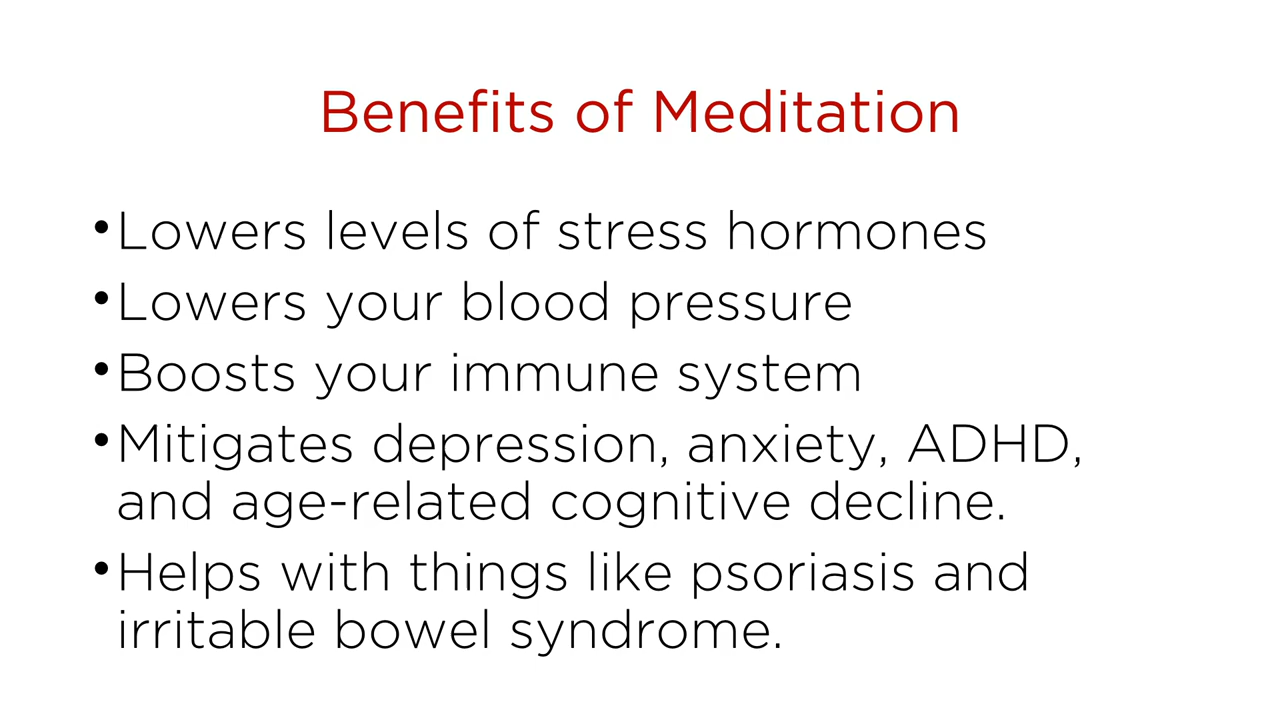 Benefits of Meditation
•Lowers levels of stress hormones
•Lowers your blood pressure
•Boosts your immune system
•Mitigates depression, anxiety, ADHD,
and age-related cognitive decline.
•Helps with things like psoriasis and
irritable bowel syndrome.